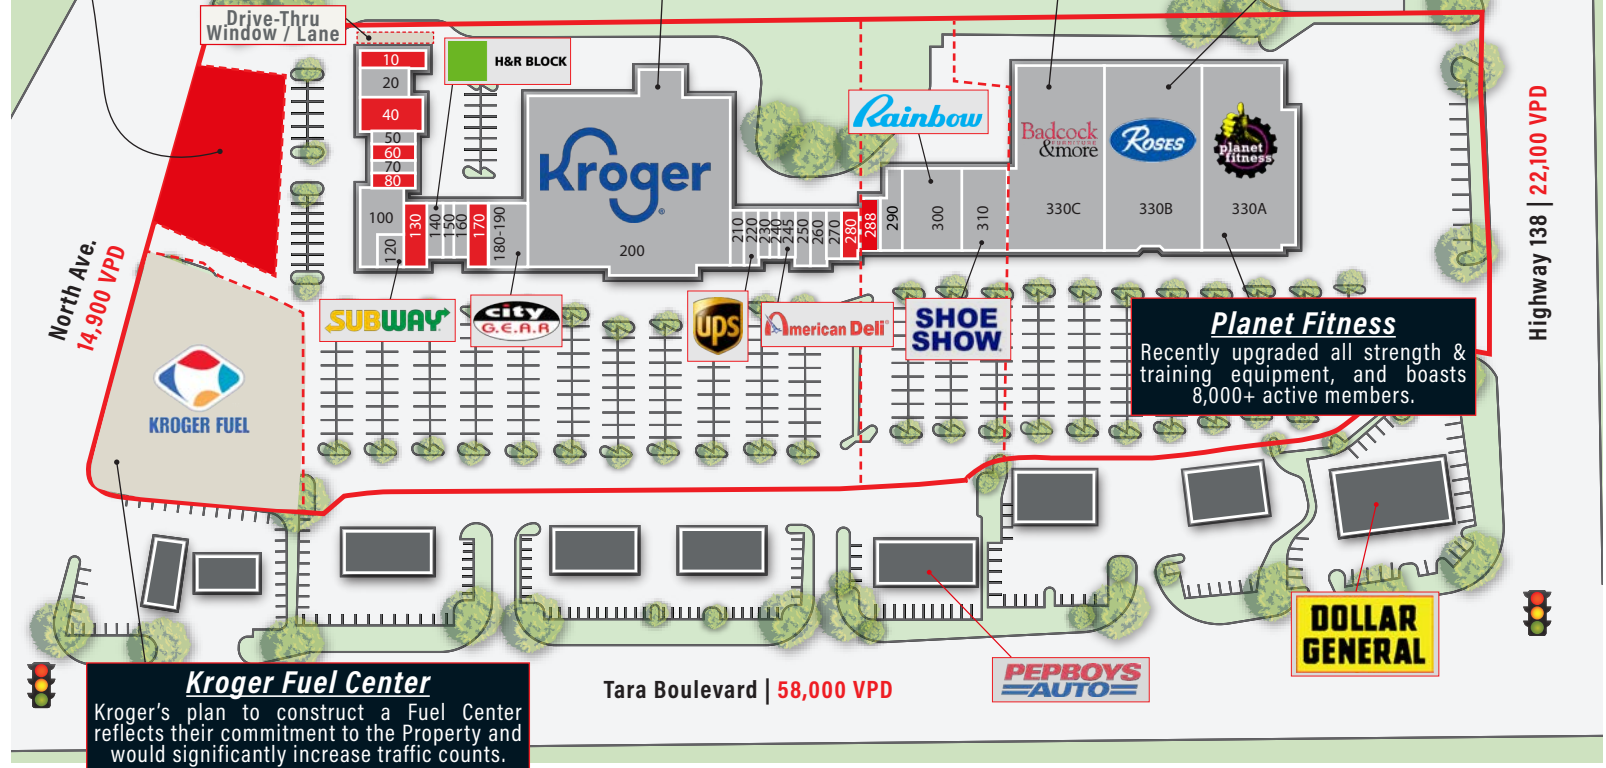 Drive-Thru
Window / Lane
10
20
40
50
60
70
80
100
120
130
140
150
160
170
180-190
H&R BLOCK
Kroger
200
210
220
230
240
245
250
260
270
280
288
290
300
310
Rainbow
Badcock
FURNITURE
&more
330C
ROSES
330B
planet
fitness
330A
SUBWAY
city
G.E.A.R
ups
American Deli
SHOE
SHOW
North Ave.
14,900 VPD
Highway 138 | 22,100 VPD
KROGER FUEL
Planet Fitness
Recently upgraded all strength &
training equipment, and boasts
8,000+ active members.
DOLLAR
GENERAL
PEPBOYS
AUTO
Tara Boulevard | 58,000 VPD
Kroger Fuel Center
Kroger's plan to construct a Fuel Center
reflects their commitment to the Property and
would significantly increase traffic counts.